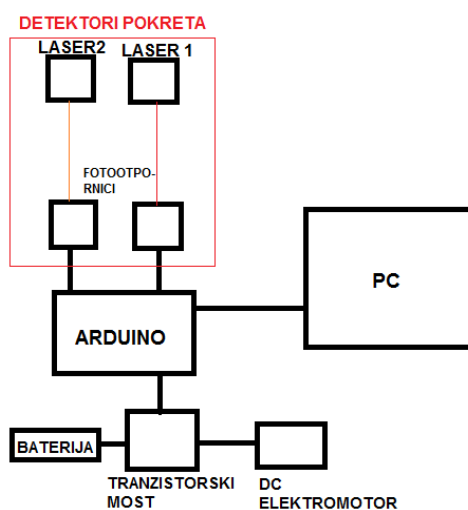 DETEKTORI POKRETA
LASER2 LASER 1
FOTOOTPO-
RNICI
PC
ARDUINO
BATERIJA
TRANZISTORSKI
MOST
DC
ELEKTROMOTOR